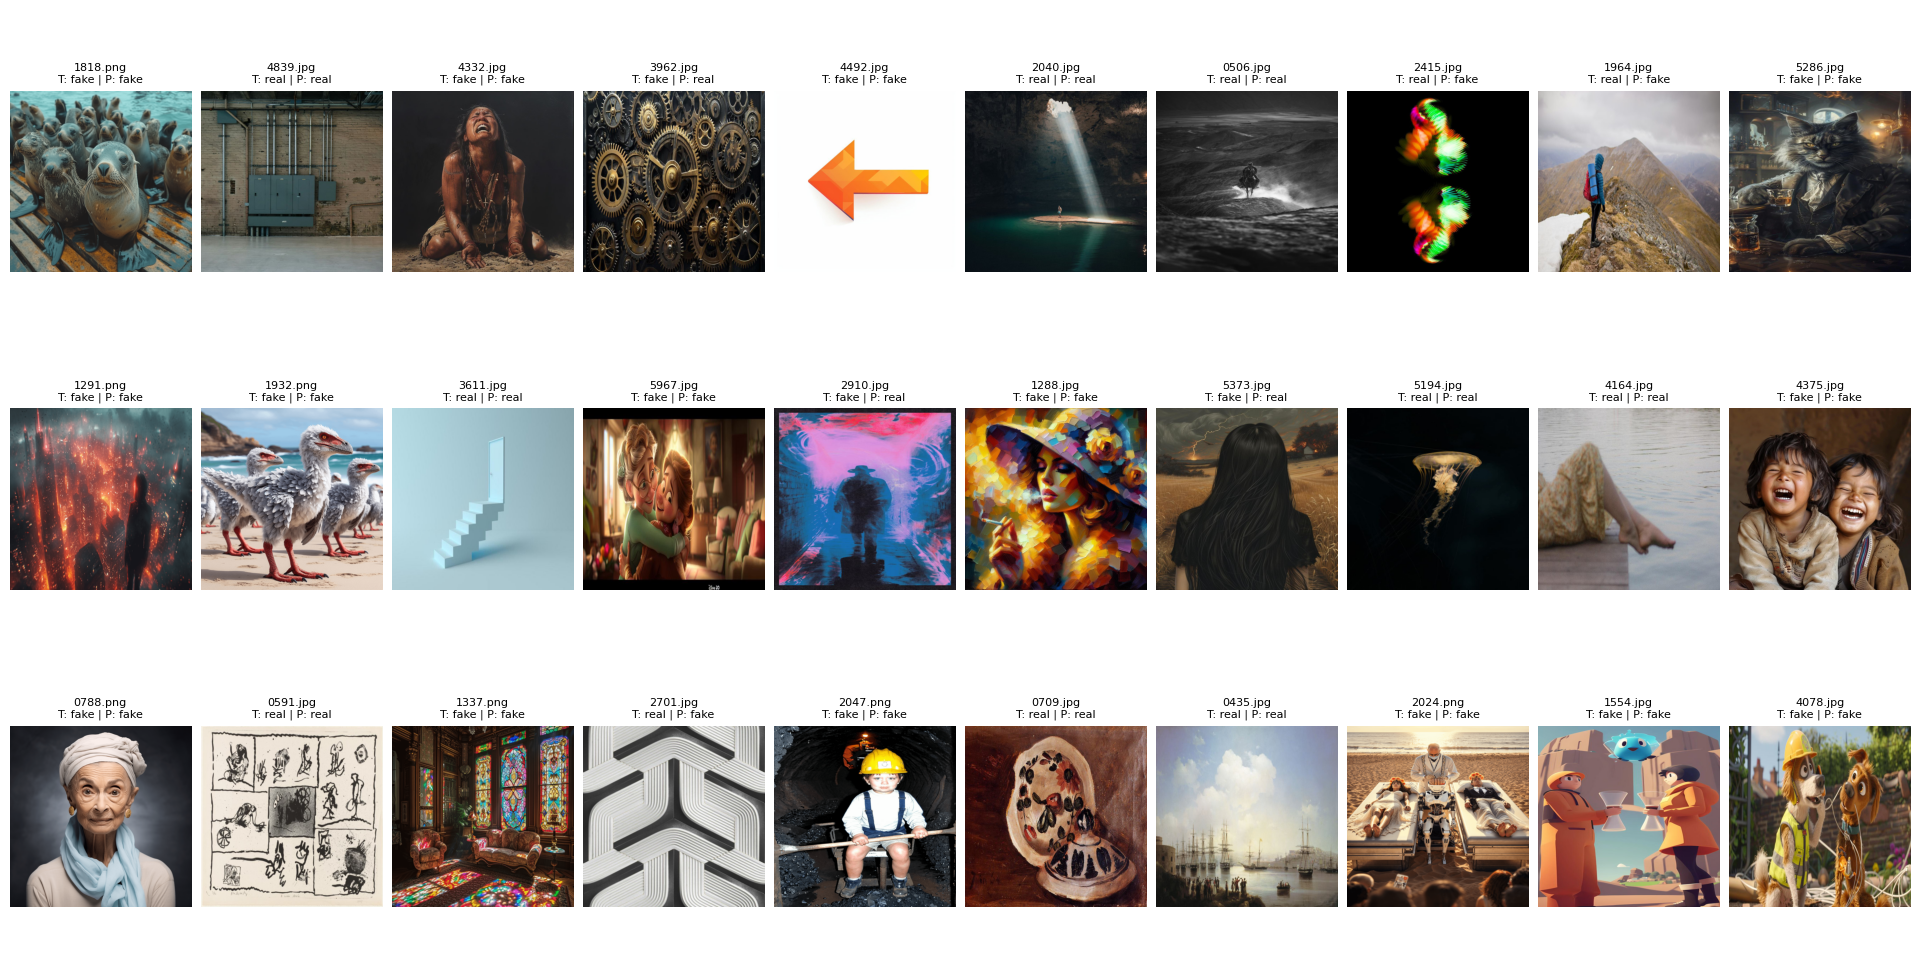 1818.png
T: fake | P: fake
4839.jpg
T: real | P: real
4332.jpg
T: fake | P: fake
3962.jpg
T: fake | P: real
4492.jpg
T: fake | P: fake
2040.jpg
T: real | P: real
0506.jpg
T: real | P: real
2415.jpg
T: real | P: fake
1964.jpg
T: real | P: fake
5286.jpg
T: fake | P: fake
1291.png
T: fake | P: fake
1932.png
T: fake | P: fake
3611.jpg
T: real | P: real
5967.jpg
T: fake | P: fake
2910.jpg
T: fake | P: real
1288.jpg
T: fake | P: fake
5373.jpg
T: fake | P: real
5194.jpg
T: real | P: real
4164.jpg
T: real | P: real
4375.jpg
T: fake | P: fake
0788.png
T: fake | P: fake
0591.jpg
T: real | P: real
1337.png
T: fake | P: fake
2701.jpg
T: real | P: fake
2047.png
T: fake | P: fake
0709.jpg
T: real | P: real
0435.jpg
T: real | P: real
2024.png
T: fake | P: fake
1554.jpg
T: fake | P: fake
4078.jpg
T: fake | P: fake